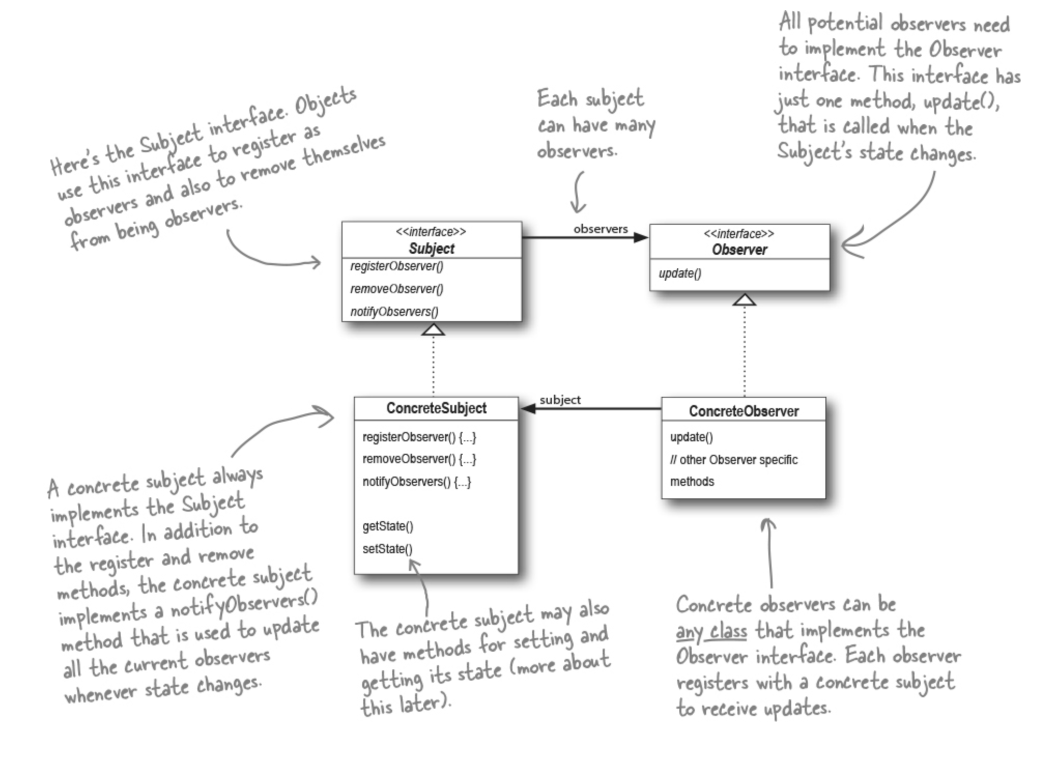 All potential observers need
to implement the Observer
interface. This interface has
just one method, update(),
that is called when the
Subject's state changes.
Each subject
can have many
observers.
Here's the Subject interface. Objects
use this interface to register as
observers and also to remove themselves
from being observers.
<<interface>>
Subject
registerObserver()
removeObserver()
notifyObservers()
observers
<<interface>>
Observer
update()
ConcreteSubject
registerObserver() {...}
removeObserver() {...}
notifyObservers() {...}
getState()
setState()
subject
ConcreteObserver
update()
// other Observer specific
methods
A concrete subject always
implements the Subject
interface. In addition to
the register and remove
methods, the concrete subject
implements a notifyObservers()
method that is used to update
all the current observers
whenever state changes.
The concrete subject may also
have methods for setting and
getting its state (more about
this later).
Concrete observers can be
any class that implements the
Observer interface. Each observer
registers with a concrete subject
to receive updates.